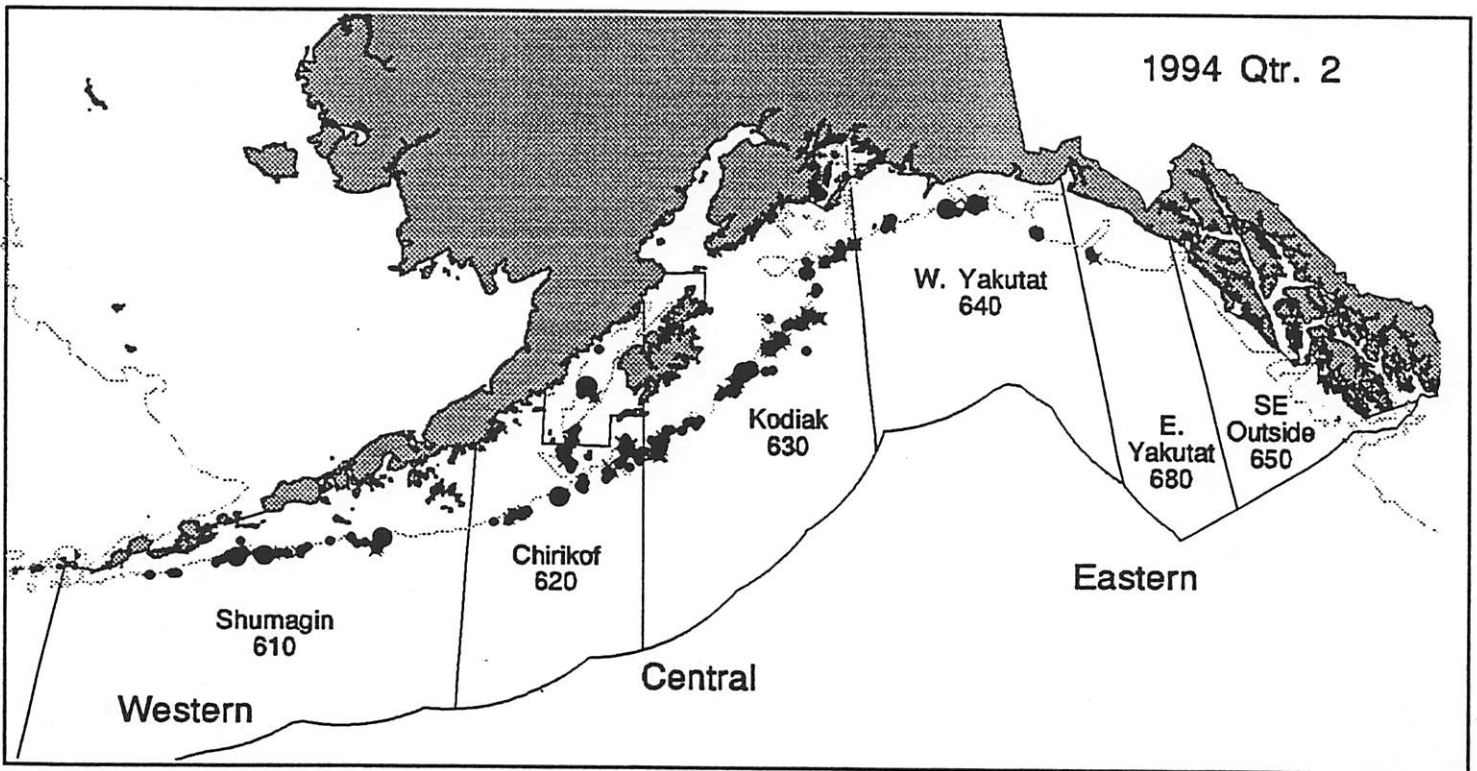 1994 Qtr. 2
W. Yakutat
640
Kodiak
630
SE
Outside
650
E.
Yakutat
680
Chirikof
620
Shumagin
610
Eastern
Central
Western